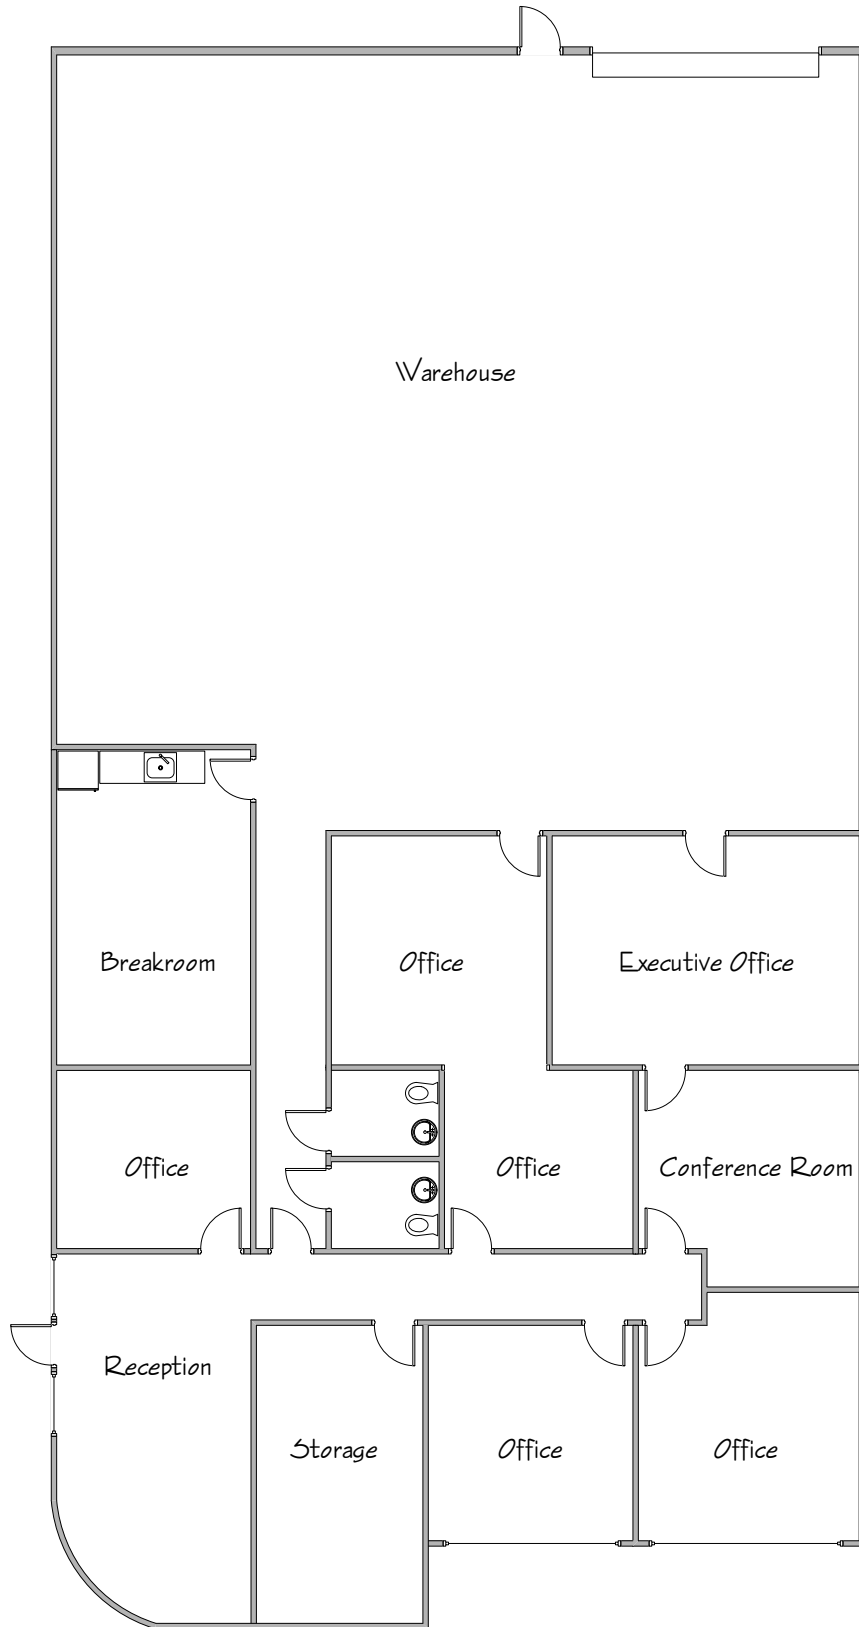 Warehouse
Breakroom
Office
Executive Office
Office
Office
Conference Room
Reception
Storage
Office
Office